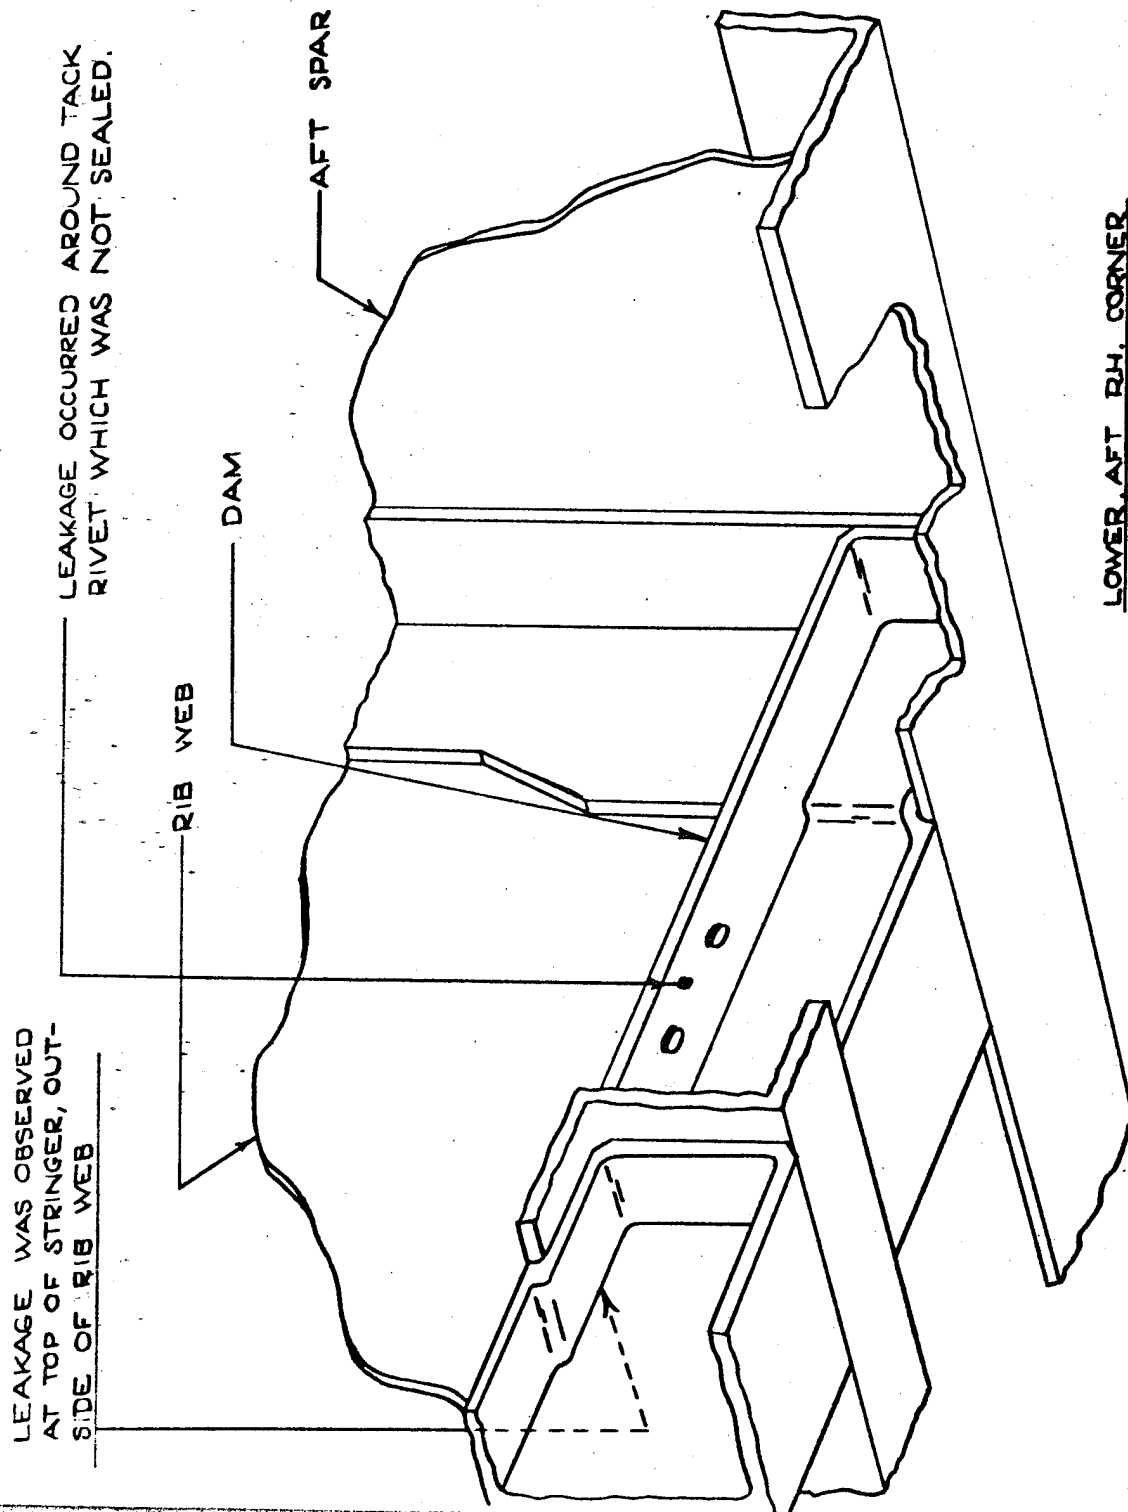 LEAKAGE WAS OBSERVED
AT TOP OF STRINGER, OUT-
SIDE OF RIB WEB
LEAKAGE OCCURRED AROUND TACK
RIVET WHICH WAS NOT SEALED.
RIB WEB
DAM
AFT SPAR
LOWER, AFT R.H. CORNER